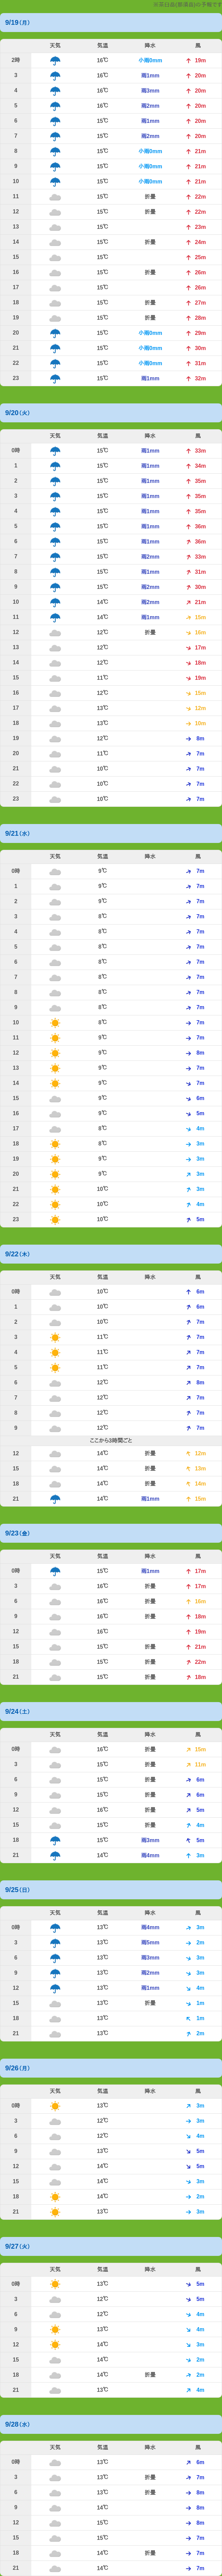 9/19(月)
天気 気温 降水 風
2時 16℃ 小雨0mm 19m
3 16℃ 雨1mm 20m
4 16℃ 雨3mm 20m
5 15℃ 雨2mm 20m
6 15℃ 雨1mm 20m
7 15℃ 雨2mm 20m
8 15℃ 小雨0mm 21m
9 15℃ 小雨0mm 21m
10 15℃ 小雨0mm 21m
11 15℃ 折曇 22m
12 15℃ 折曇 22m
13 15℃ 23m
14 15℃ 折曇 24m
15 15℃ 25m
16 15℃ 折曇 26m
17 15℃ 26m
18 15℃ 折曇 27m
19 15℃ 折曇 28m
20 15℃ 小雨0mm 29m
21 15℃ 小雨0mm 30m
22 15℃ 小雨0mm 31m
23 15℃ 雨1mm 32m
9/20(火)
天気 気温 降水 風
0時 15℃ 雨1mm 33m
1 15℃ 雨1mm 34m
2 15℃ 雨1mm 35m
3 15℃ 雨1mm 35m
4 15℃ 雨1mm 35m
5 15℃ 雨1mm 36m
6 15℃ 雨1mm 36m
7 15℃ 雨2mm 33m
8 15℃ 雨1mm 31m
9 15℃ 雨2mm 30m
10 14℃ 雨2mm 21m
11 14℃ 雨1mm 15m
12 12℃ 折曇 16m
13 12℃ 17m
14 12℃ 18m
15 11℃ 19m
16 12℃ 15m
17 13℃ 12m
18 13℃ 10m
19 12℃ 8m
20 11℃ 7m
21 10℃ 7m
22 10℃ 7m
23 10℃ 7m
9/21(水)
天気 気温 降水 風
0時 9℃ 7m
1 9℃ 7m
2 9℃ 7m
3 8℃ 7m
4 8℃ 7m
5 8℃ 7m
6 8℃ 7m
7 8℃ 7m
8 8℃ 7m
9 8℃ 7m
10 8℃ 7m
11 9℃ 7m
12 9℃ 8m
13 9℃ 7m
14 9℃ 7m
15 9℃ 6m
16 9℃ 5m
17 8℃ 4m
18 8℃ 3m
19 9℃ 3m
20 9℃ 3m
21 10℃ 3m
22 10℃ 4m
23 10℃ 5m
9/22(木)
天気 気温 降水 風
0時 10℃ 6m
1 10℃ 6m
2 10℃ 7m
3 11℃ 7m
4 11℃ 7m
5 11℃ 7m
6 12℃ 8m
7 12℃ 7m
8 12℃ 7m
9 12℃ 7m
ここから3時間ごと
12 14℃ 折曇 12m
15 14℃ 折曇 13m
18 14℃ 折曇 14m
21 14℃ 雨1mm 15m
9/23(金)
天気 気温 降水 風
0時 15℃ 雨1mm 17m
3 16℃ 折曇 17m
6 16℃ 折曇 16m
9 16℃ 折曇 18m
12 16℃ 19m
15 15℃ 折曇 21m
18 15℃ 折曇 22m
21 15℃ 折曇 18m
9/24(土)
天気 気温 降水 風
0時 16℃ 折曇 15m
3 15℃ 折曇 11m
6 15℃ 折曇 6m
9 15℃ 折曇 6m
12 16℃ 折曇 5m
15 15℃ 折曇 4m
18 15℃ 雨3mm 5m
21 14℃ 雨4mm 3m
9/25(日)
天気 気温 降水 風
0時 13℃ 雨4mm 3m
3 13℃ 雨5mm 2m
6 13℃ 雨3mm 3m
9 13℃ 雨2mm 3m
12 13℃ 雨1mm 4m
15 13℃ 折曇 1m
18 13℃ 1m
21 13℃ 2m
9/26(月)
天気 気温 降水 風
0時 13℃ 3m
3 12℃ 3m
6 12℃ 4m
9 13℃ 5m
12 14℃ 5m
15 14℃ 3m
18 14℃ 2m
21 13℃ 3m
9/27(火)
天気 気温 降水 風
0時 13℃ 5m
3 12℃ 5m
6 12℃ 4m
9 13℃ 4m
12 14℃ 3m
15 14℃ 2m
18 14℃ 折曇 2m
21 13℃ 4m
9/28(水)
天気 気温 降水 風
0時 13℃ 6m
3 13℃ 折曇 7m
6 13℃ 折曇 8m
9 14℃ 8m
12 15℃ 8m
15 15℃ 7m
18 14℃ 折曇 7m
21 14℃ 7m